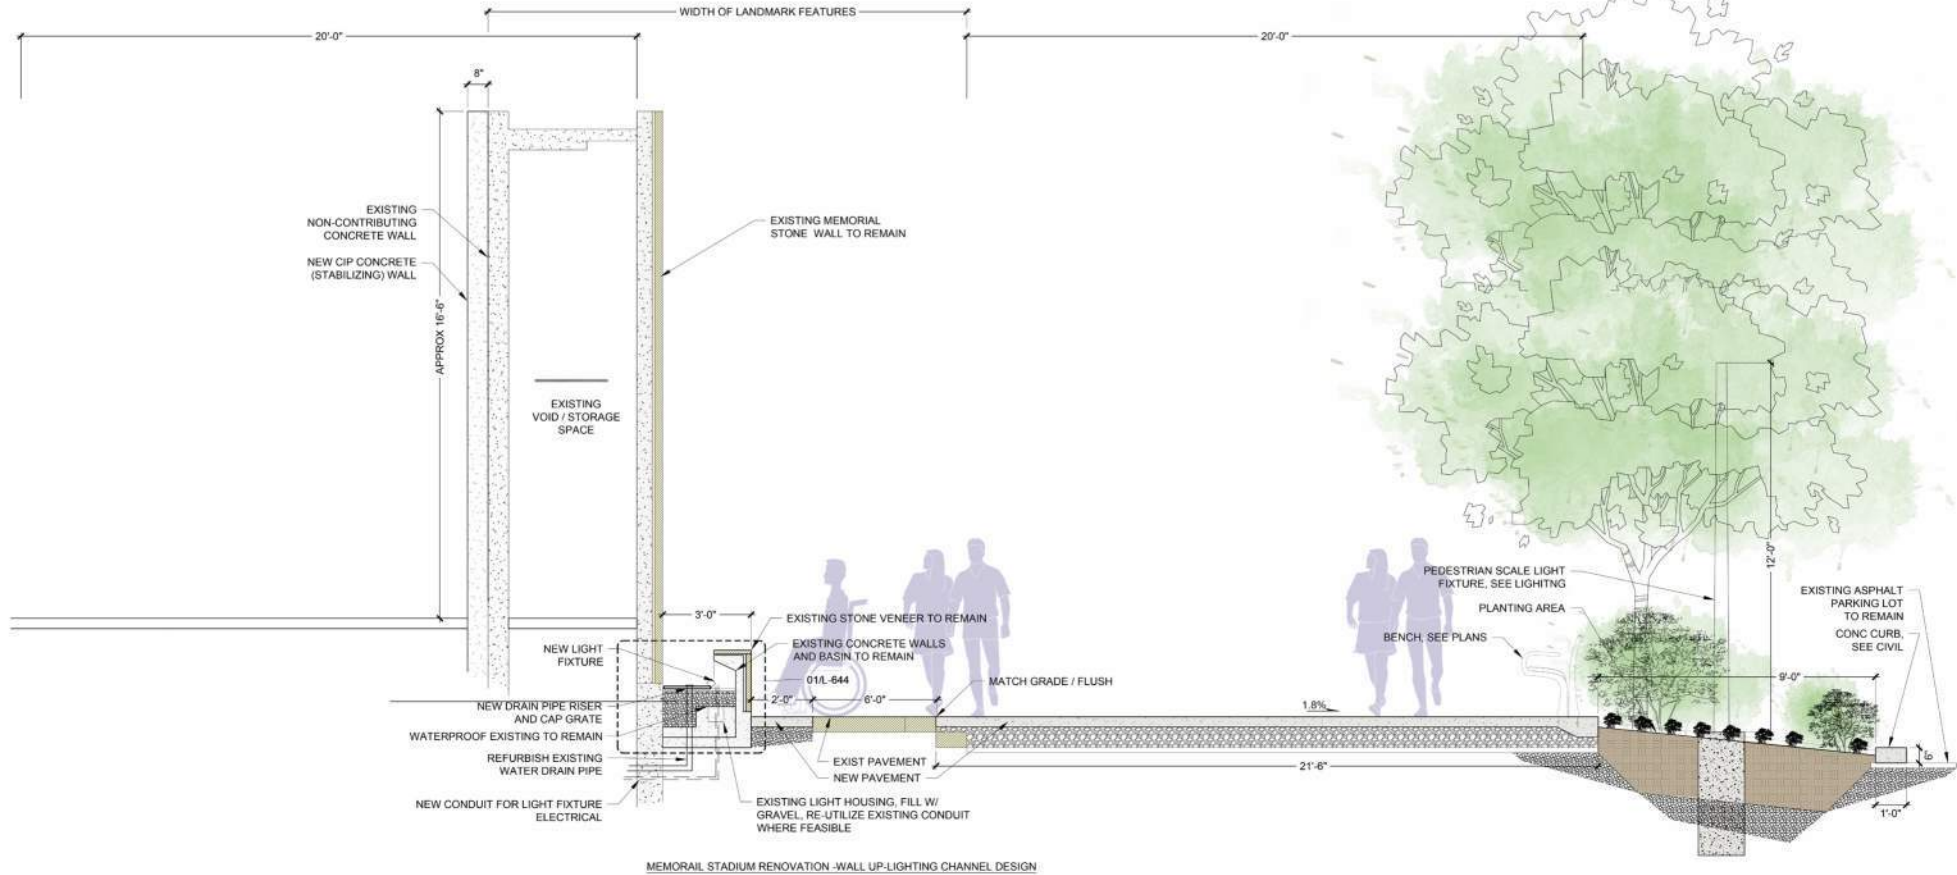 WIDTH OF LANDMARK FEATURES
20'-0"
20'-0"
8"
EXISTING
NON-CONTRIBUTING
CONCRETE WALL
NEW CIP CONCRETE
(STABILIZING) WALL
APPROX 16'-6"
EXISTING MEMORIAL
STONE WALL TO REMAIN
EXISTING
VOID / STORAGE
SPACE
3'-0"
EXISTING STONE VENEER TO REMAIN
EXISTING CONCRETE WALLS
AND BASIN TO REMAIN
01/L-644
2'-0"
6'-0"
MATCH GRADE / FLUSH
NEW LIGHT
FIXTURE
NEW DRAIN PIPE RISER
AND CAP GRATE
WATERPROOF EXISTING TO REMAIN
REFURBISH EXISTING
WATER DRAIN PIPE
NEW CONDUIT FOR LIGHT FIXTURE
ELECTRICAL
EXIST PAVEMENT
NEW PAVEMENT
EXISTING LIGHT HOUSING, FILL W/
GRAVEL, RE-UTILIZE EXISTING CONDUIT
WHERE FEASIBLE
1.8%
21'-6"
PEDESTRIAN SCALE LIGHT
FIXTURE, SEE LIGHITNG
PLANTING AREA
BENCH, SEE PLANS
12'-0"
EXISTING ASPHALT
PARKING LOT
TO REMAIN
CONC CURB,
SEE CIVIL
9'-0"
6"
1'-0"
MEMORAIL STADIUM RENOVATION -WALL UP-LIGHTING CHANNEL DESIGN